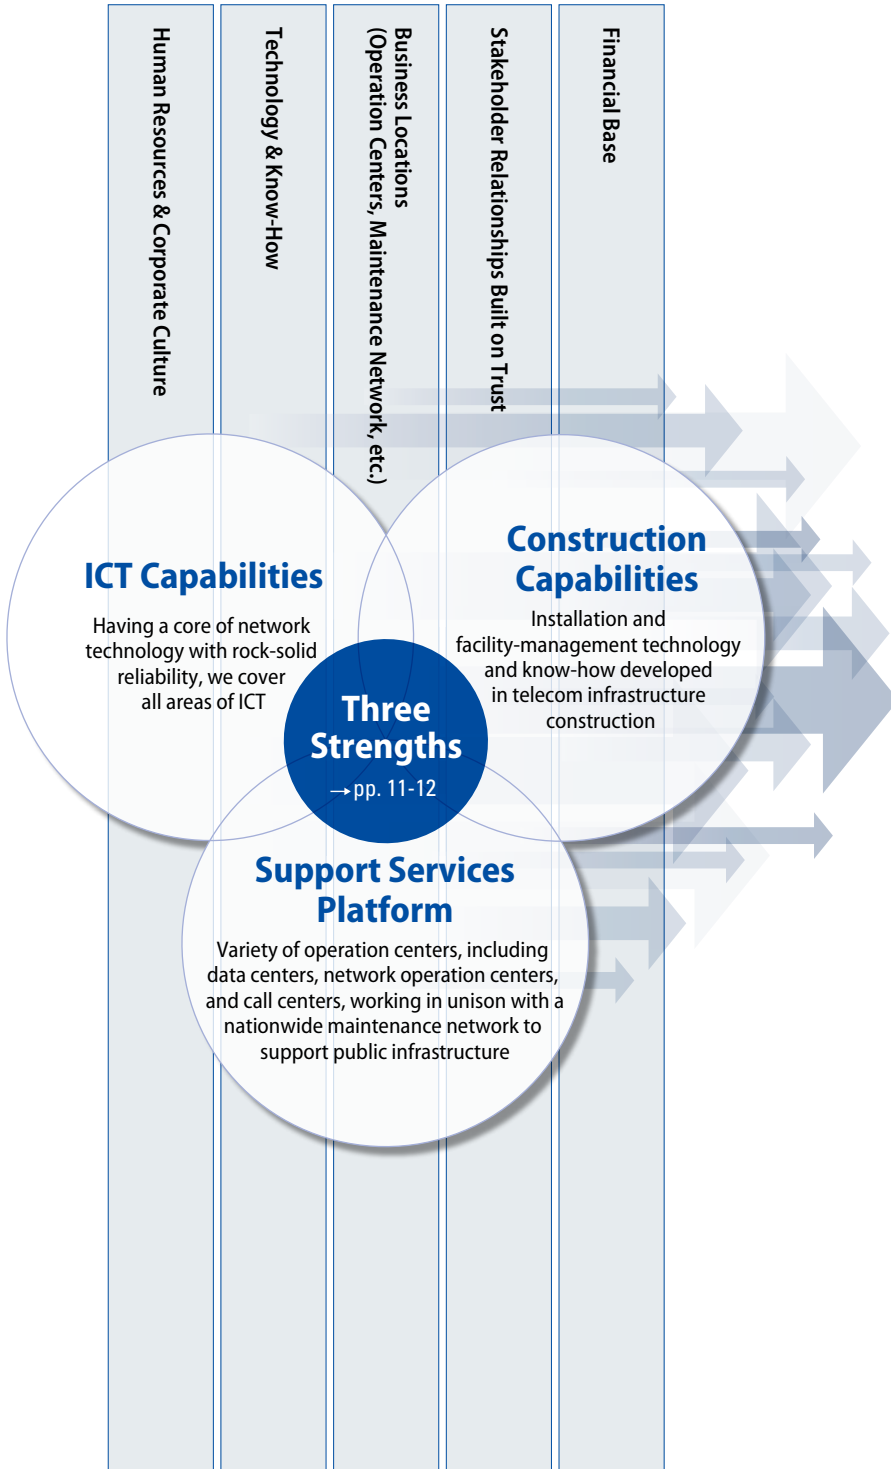 Human Resources & Corporate Culture
Technology & Know-How
Business Locations
(Operation Centers, Maintenance Network, etc.)
Stakeholder Relationships Built on Trust
Financial Base
ICT Capabilities
Having a core of network
technology with rock-solid
reliability, we cover
all areas of ICT
Construction
Capabilities
Installation and
facility-management technology
and know-how developed
in telecom infrastructure
construction
Three
Strengths
→pp. 11-12
Support Services
Platform
Variety of operation centers, including
data centers, network operation centers,
and call centers, working in unison with a
nationwide maintenance network to
support public infrastructure